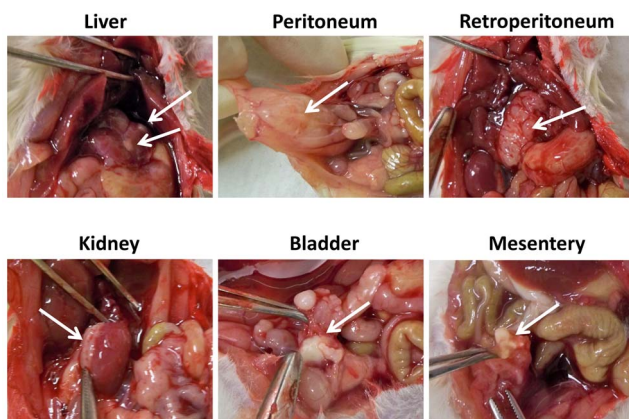 Liver
Peritoneum
Retroperitoneum
Kidney
Bladder
Mesentery